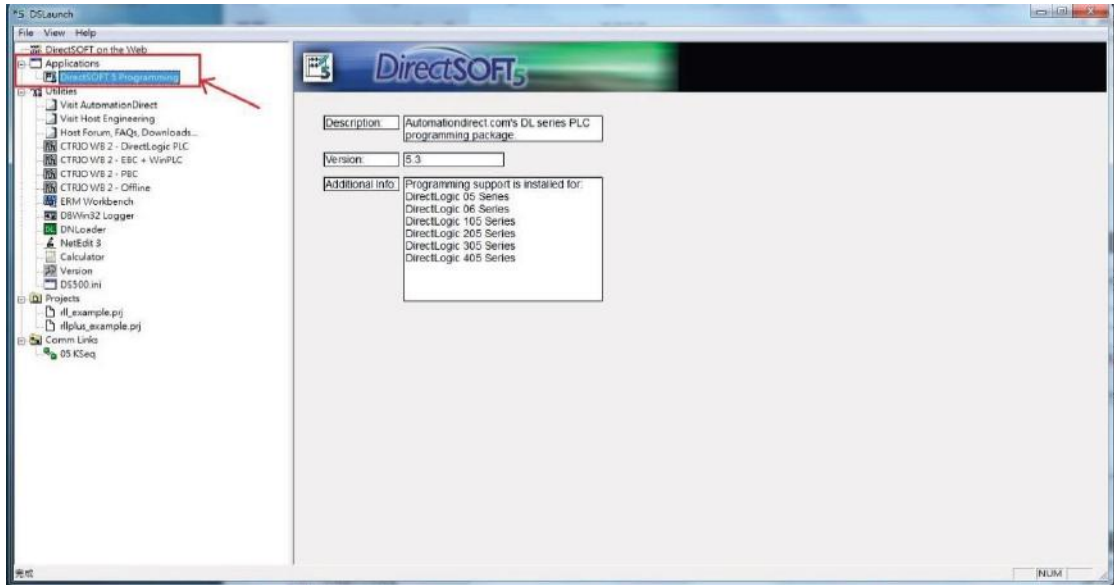 DSLaunch
File View Help
DirectSOFT on the Web
Applications
DirectSOFT 5 Programming
Utilities
Visit AutomationDirect
Visit Host Engineering
Host Forum, FAQs, Downloads...
CTRIO WB 2 - DirectLogic PLC
CTRIO WB 2 - EBC + WinPLC
CTRIO WB 2 - PBC
CTRIO WB 2 - Offline
ERM Workbench
DBWin32 Logger
DNLoader
NetEdit 3
Calculator
Version
DS500.ini
Projects
rll_example.prj
rllplus_example.prj
Comm Links
05 KSeq
DirectSOFT5
Description:
Automationdirect.com's DL series PLC
programming package.
Version:
5.3
Additional Info:
Programming support is installed for:
DirectLogic 05 Series
DirectLogic 06 Series
DirectLogic 105 Series
DirectLogic 205 Series
DirectLogic 305 Series
DirectLogic 405 Series
完成
NUM